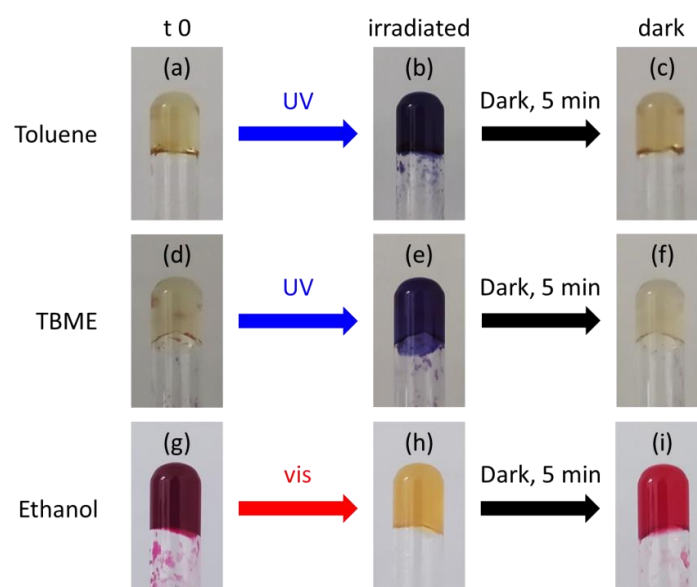 t 0 irradiated dark
(a) (b) (c)
UV Dark, 5 min
Toluene
(d) (e) (f)
UV Dark, 5 min
TBME
(g) (h) (i)
vis Dark, 5 min
Ethanol